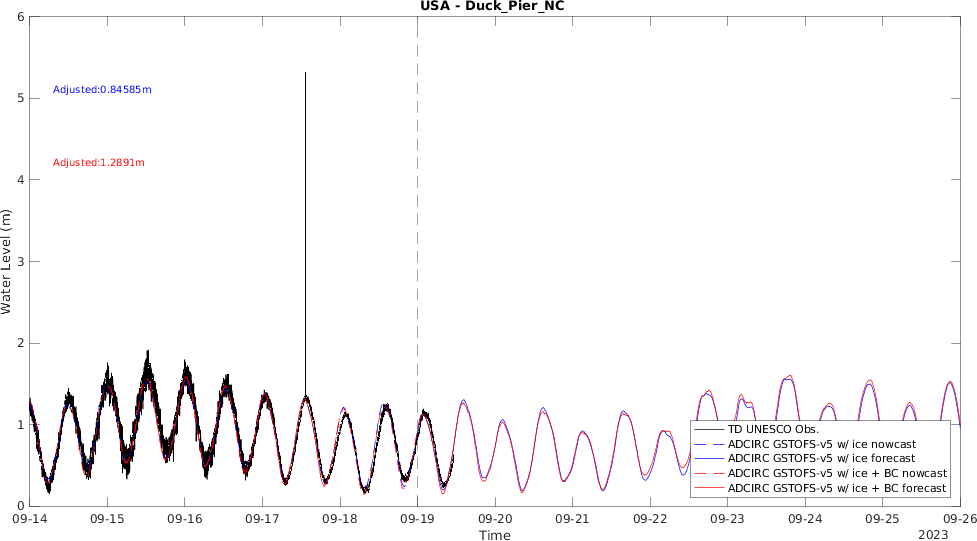 USA - Duck_Pier_NC
6
Adjusted:0.84585m
5
Adjusted:1.2891m
4
Water Level (m)
3
2
1
TD UNESCO Obs.
ADCIRC GSTOFS-v5 w/ ice nowcast
ADCIRC GSTOFS-v5 w/ ice forecast
ADCIRC GSTOFS-v5 w/ ice + BC nowcast
ADCIRC GSTOFS-v5 w/ ice + BC forecast
0
09-14 09-15 09-16 09-17 09-18 09-19 09-20 09-21 09-22 09-23 09-24 09-25 09-26
Time
2023